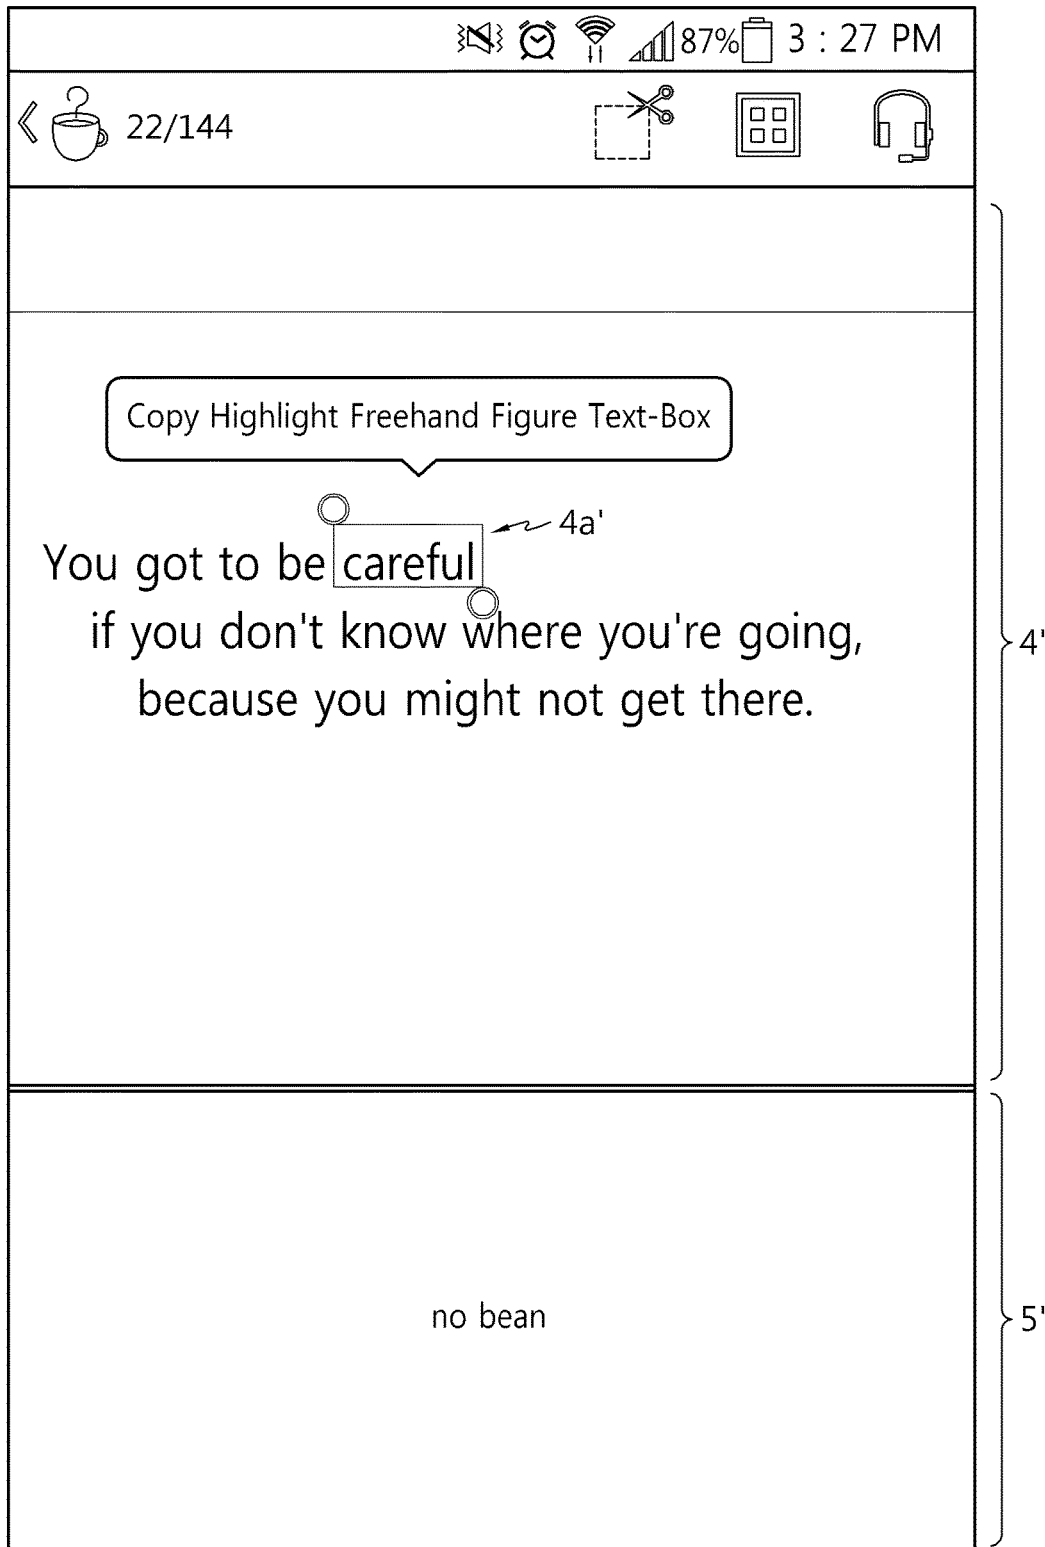 87% 3 : 27 PM
22/144
Copy Highlight Freehand Figure Text-Box
4a'
You got to be careful
if you don't know where you're going,
because you might not get there.
4'
no bean
5'